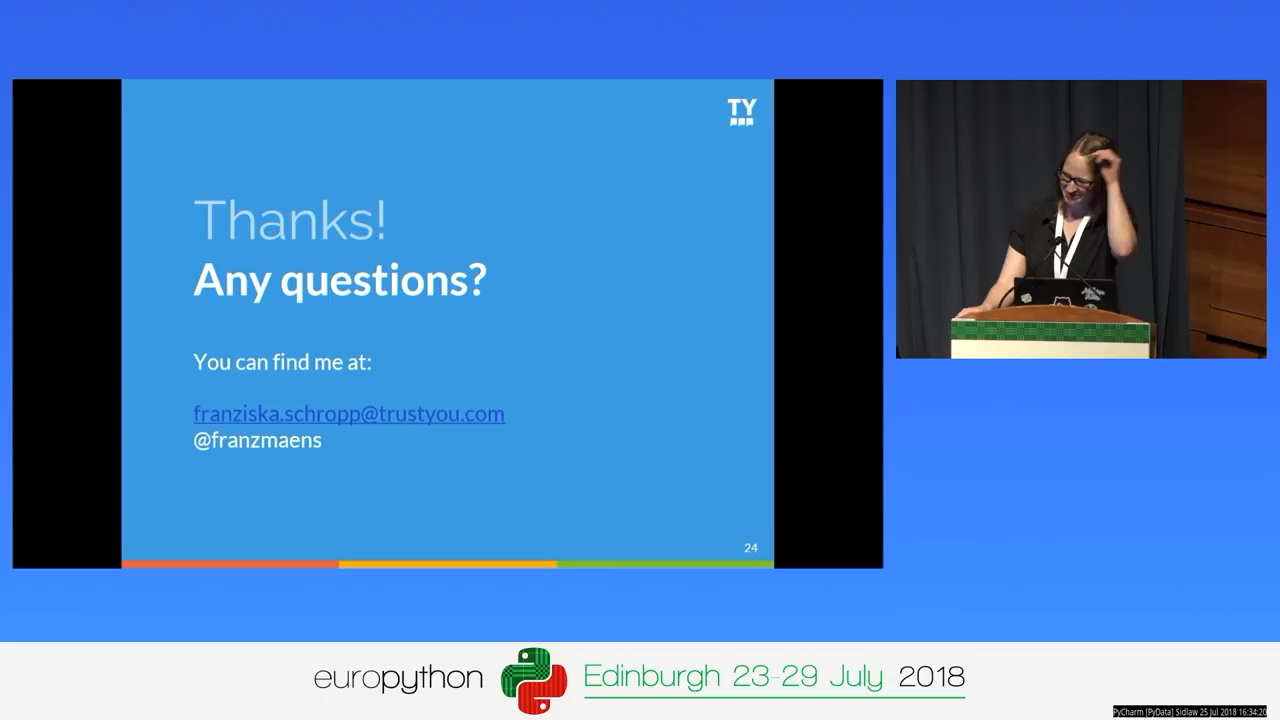 TY
Thanks!
Any questions?
You can find me at:
franziska.schropp@trustyou.com
@franzmaens
24
europython
Edinburgh 23-29 July 2018
PyCharm [PyData] Sidlaw 25 Jul 2018 16:34:20